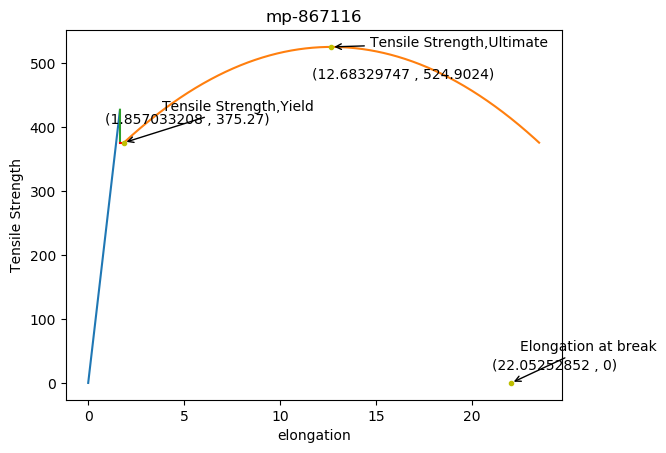 mp-867116
Tensile Strength,Ultimate
(12.68329747 , 524.9024)
Tensile Strength,Yield
(1.857033208 , 375.27)
Elongation at break
(22.05252852 , 0)
500
400
300
200
100
0
Tensile Strength
0 5 10 15 20
elongation